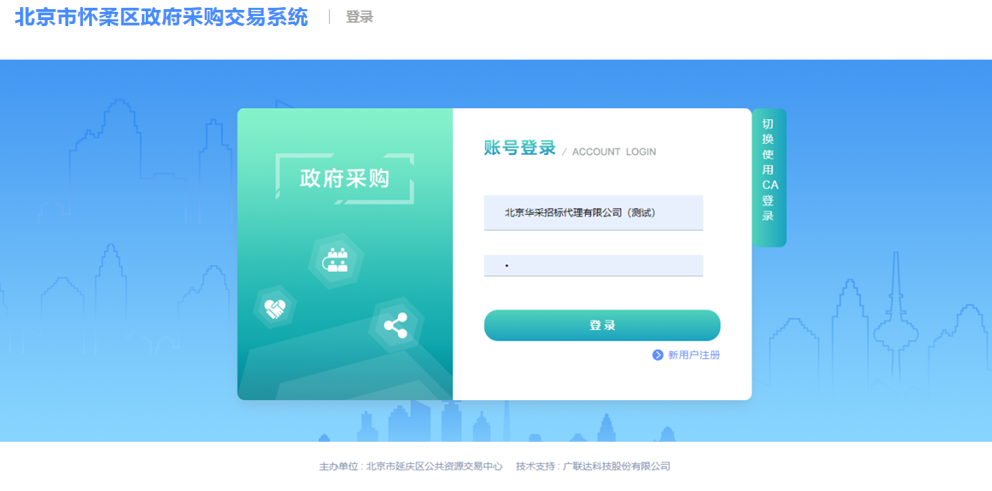 北京市怀柔区政府采购交易系统 | 登录
政府采购
账号登录 / ACCOUNT LOGIN
北京华采招标代理有限公司（测试）
•
登录
新用户注册
切换使用CA登录
主办单位 : 北京市延庆区公共资源交易中心 技术支持 : 广联达科技股份有限公司